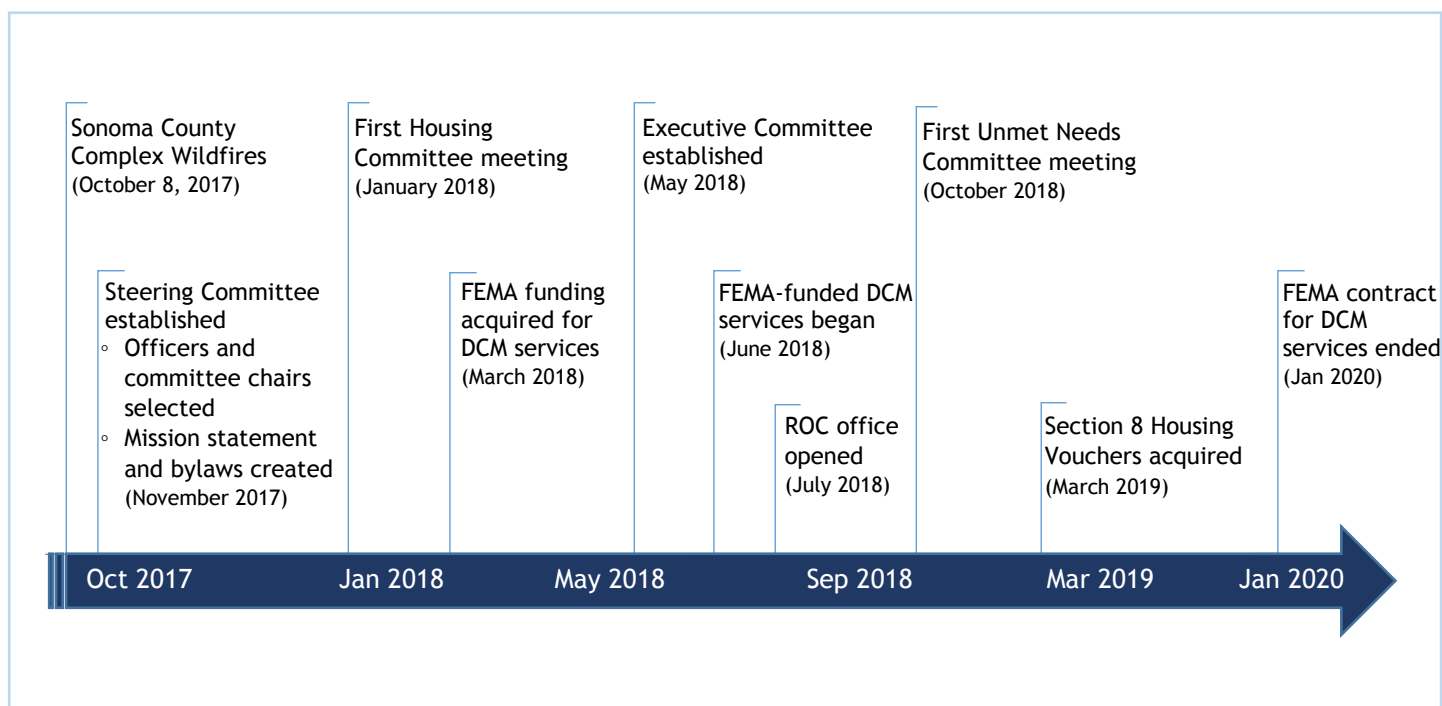 Sonoma County
Complex Wildfires
(October 8, 2017)
First Housing
Committee meeting
(January 2018)
Executive Committee
established
(May 2018)
First Unmet Needs
Committee meeting
(October 2018)
Steering Committee
established
◦ Officers and
committee chairs
selected
◦ Mission statement
and bylaws created
(November 2017)
FEMA funding
acquired for
DCM services
(March 2018)
FEMA-funded DCM
services began
(June 2018)
ROC office
opened
(July 2018)
Section 8 Housing
Vouchers acquired
(March 2019)
FEMA contract
for DCM
services ended
(Jan 2020)
Oct 2017
Jan 2018
May 2018
Sep 2018
Mar 2019
Jan 2020